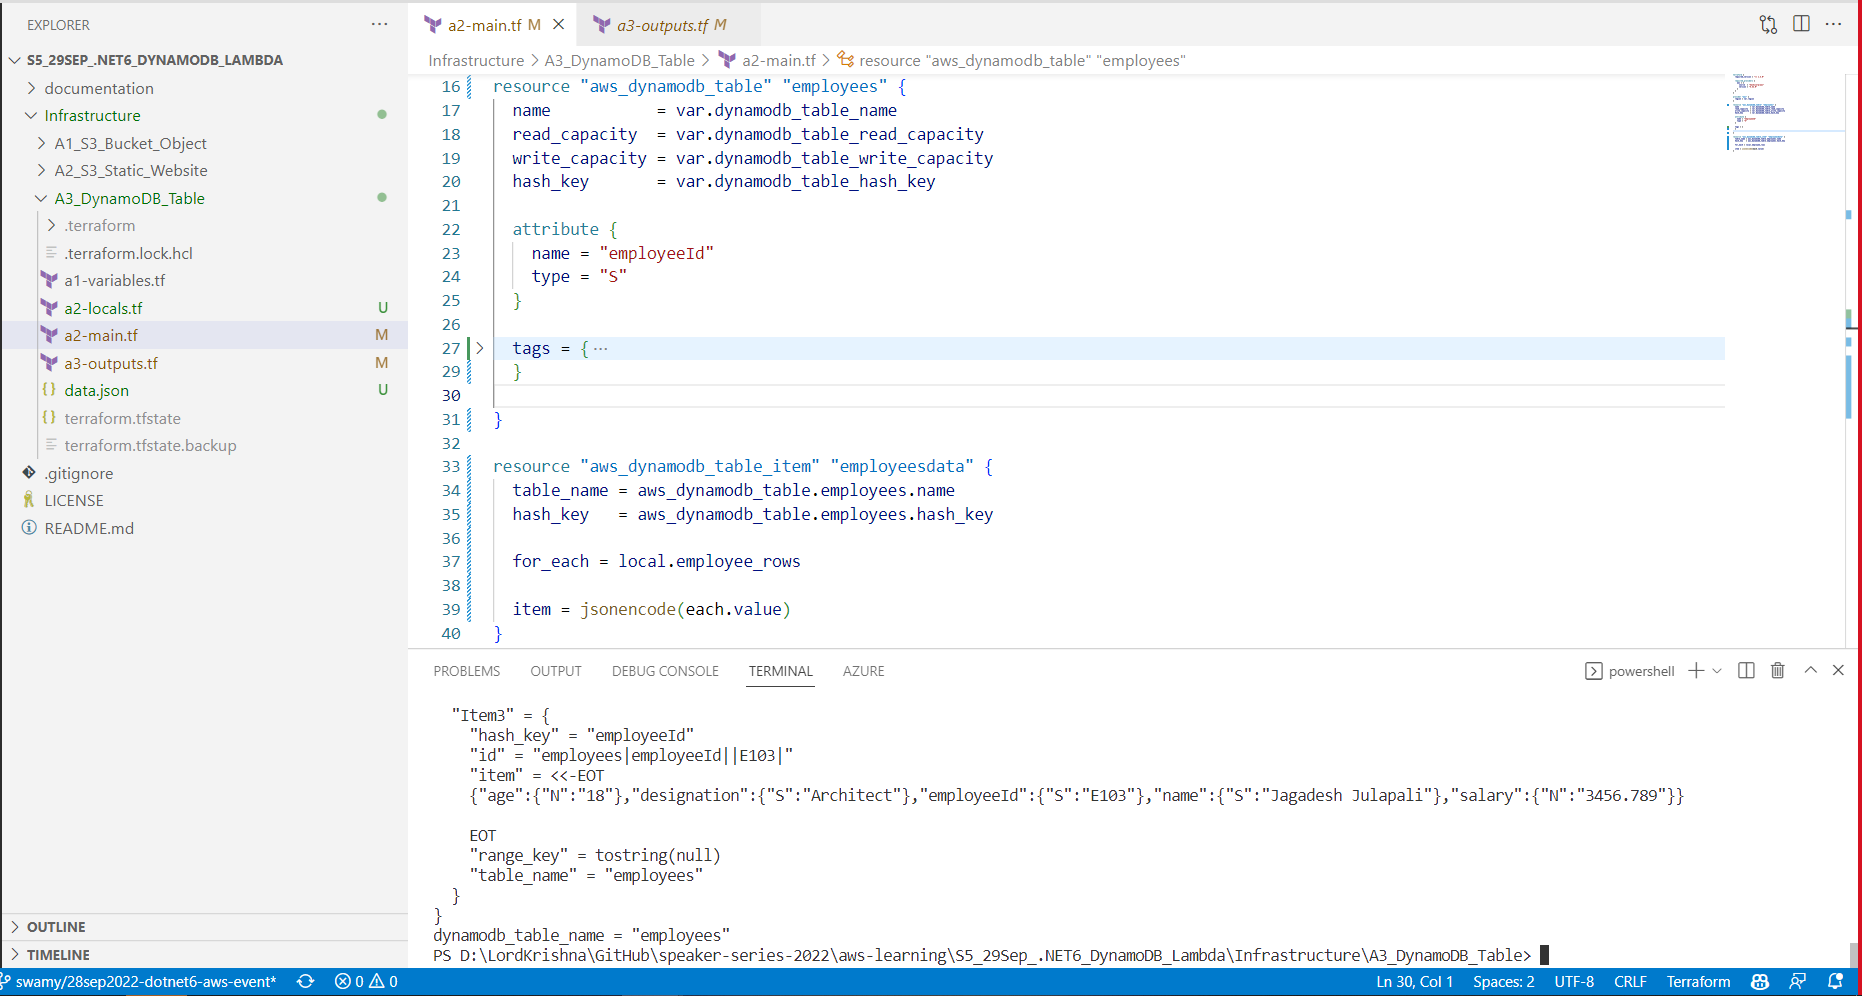 EXPLORER
S5_29SEP_.NET6_DYNAMODB_LAMBDA
documentation
Infrastructure
A1_S3_Bucket_Object
A2_S3_Static_Website
A3_DynamoDB_Table
.terraform
.terraform.lock.hcl
a1-variables.tf
a2-locals.tf U
a2-main.tf M
a3-outputs.tf M
data.json U
terraform.tfstate
terraform.tfstate.backup
.gitignore
LICENSE
README.md
OUTLINE
TIMELINE
a2-main.tf M a3-outputs.tf M
Infrastructure > A3_DynamoDB_Table > a2-main.tf > resource "aws_dynamodb_table" "employees"
16 resource "aws_dynamodb_table" "employees" {
17   name           = var.dynamodb_table_name
18   read_capacity  = var.dynamodb_table_read_capacity
19   write_capacity = var.dynamodb_table_write_capacity
20   hash_key       = var.dynamodb_table_hash_key
21
22   attribute {
23     name = "employeeId"
24     type = "S"
25   }
26
27   tags = { ...
29   }
30
31 }
32
33 resource "aws_dynamodb_table_item" "employeesdata" {
34   table_name = aws_dynamodb_table.employees.name
35   hash_key   = aws_dynamodb_table.employees.hash_key
36
37   for_each = local.employee_rows
38
39   item = jsonencode(each.value)
40 }
PROBLEMS OUTPUT DEBUG CONSOLE TERMINAL AZURE powershell
"Item3" = {
"hash_key" = "employeeId"
"id" = "employees|employeeId||E103|"
"item" = <<-EOT
{"age":{"N":"18"},"designation":{"S":"Architect"},"employeeId":{"S":"E103"},"name":{"S":"Jagadesh Julapali"},"salary":{"N":"3456.789"}}
EOT
"range_key" = tostring(null)
"table_name" = "employees"
}
}
dynamodb_table_name = "employees"
PS D:\LordKrishna\GitHub\speaker-series-2022\aws-learning\S5_29Sep_.NET6_DynamoDB_Lambda\Infrastructure\A3_DynamoDB_Table>
swamy/28sep2022-dotnet6-aws-event* 0 0 Ln 30, Col 1 Spaces: 2 UTF-8 CRLF Terraform